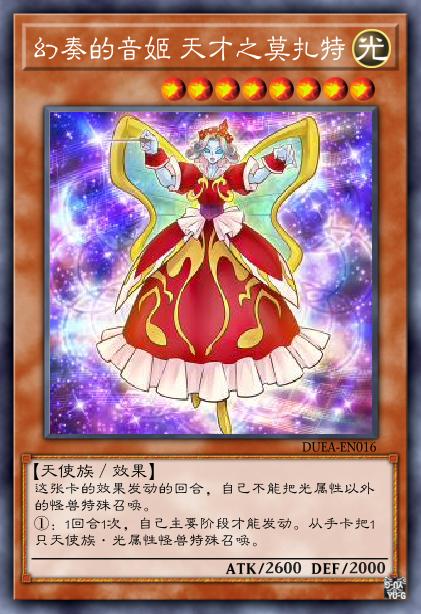 幻奏的音姬 天才之莫扎特 光
DUEA-EN016
【天使族/效果】
这张卡的效果发动的回合，自己不能把光属性以外
的怪兽特殊召唤。
①：1回合1次，自己主要阶段才能发动。从手卡把1
只天使族·光属性怪兽特殊召唤。
ATK/2600 DEF/2000